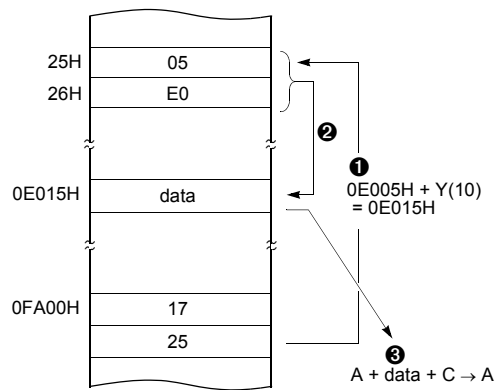 25H 05
26H E0
❷
❶
0E005H + Y(10)
= 0E015H
0E015H data
0FA00H 17
25
❸
A + data + C → A